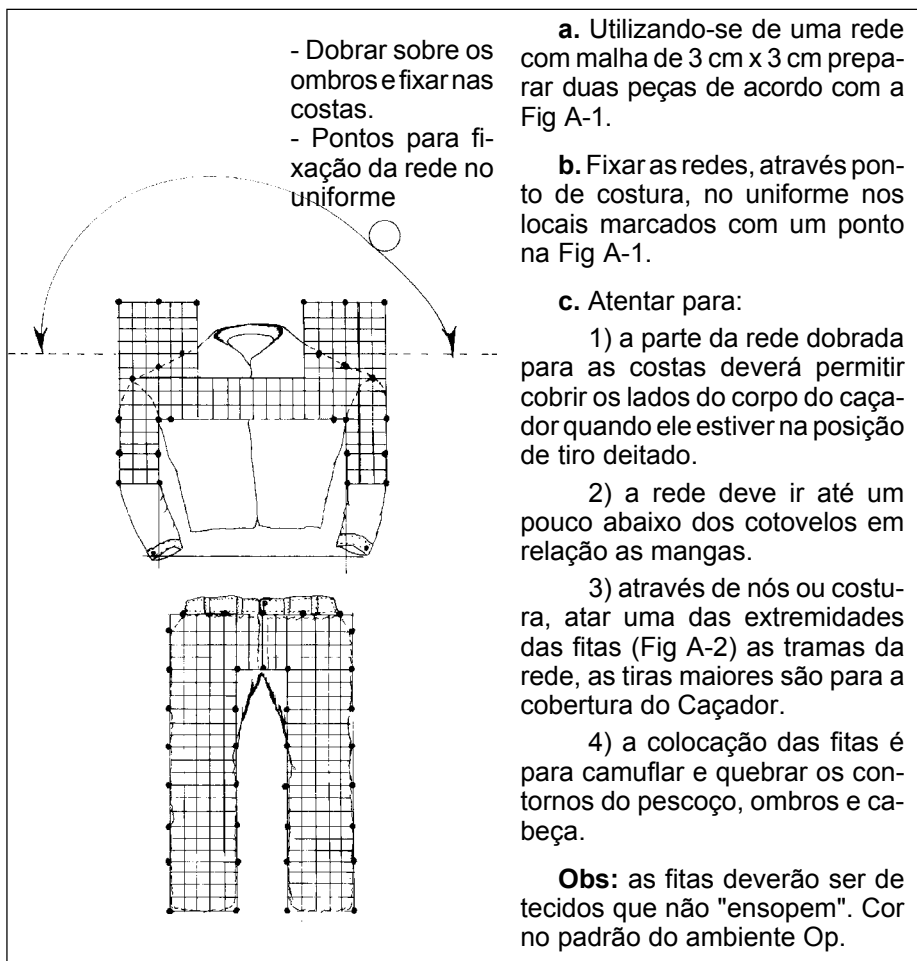 - Dobrar sobre os
ombros e fixar nas
costas.
- Pontos para fi-
xação da rede no
uniforme
a. Utilizando-se de uma rede
com malha de 3 cm x 3 cm prepa-
rar duas peças de acordo com a
Fig A-1.
b. Fixar as redes, através pon-
to de costura, no uniforme nos
locais marcados com um ponto
na Fig A-1.
c. Atentar para:
1) a parte da rede dobrada
para as costas deverá permitir
cobrir os lados do corpo do caça-
dor quando ele estiver na posição
de tiro deitado.
2) a rede deve ir até um
pouco abaixo dos cotovelos em
relação as mangas.
3) através de nós ou costu-
ra, atar uma das extremidades
das fitas (Fig A-2) as tramas da
rede, as tiras maiores são para a
cobertura do Caçador.
4) a colocação das fitas é
para camuflar e quebrar os con-
tornos do pescoço, ombros e ca-
beça.
Obs: as fitas deverão ser de
tecidos que não "ensopem". Cor
no padrão do ambiente Op.